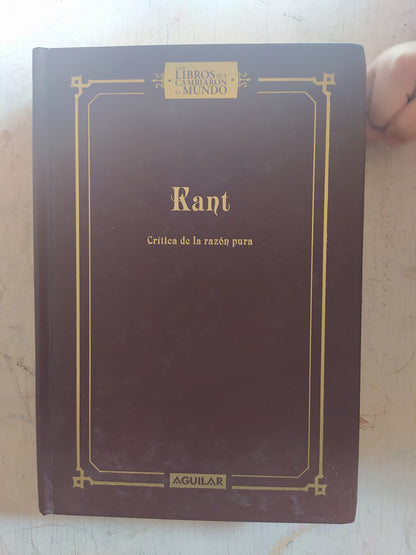 LOS
LIBROS QUE
CAMBIARON
EL MUNDO
Kant
Crítica de la razón pura
AGUILAR